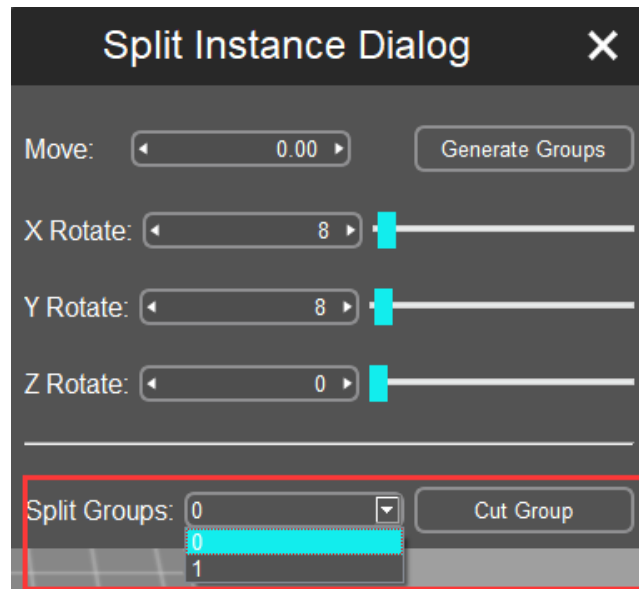 Split Instance Dialog
Move: 0.00 Generate Groups
X Rotate: 8
Y Rotate: 8
Z Rotate: 0
Split Groups: 0 Cut Group
0
1